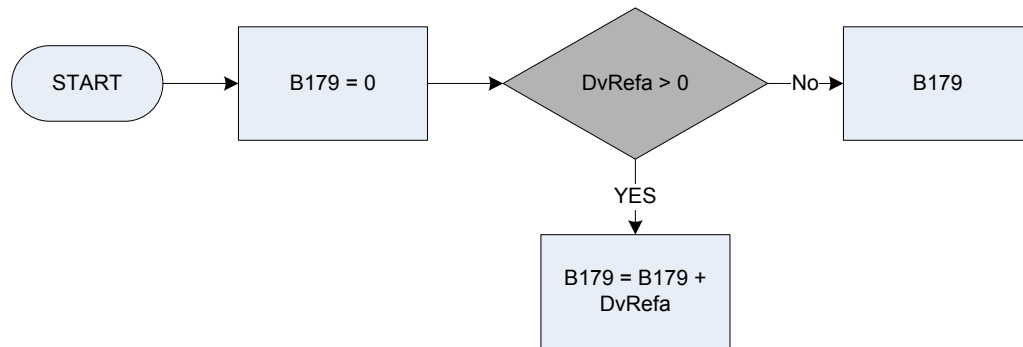 START
B179 = 0
DvRefa > 0
No
B179
YES
B179 = B179 +
DvRefa